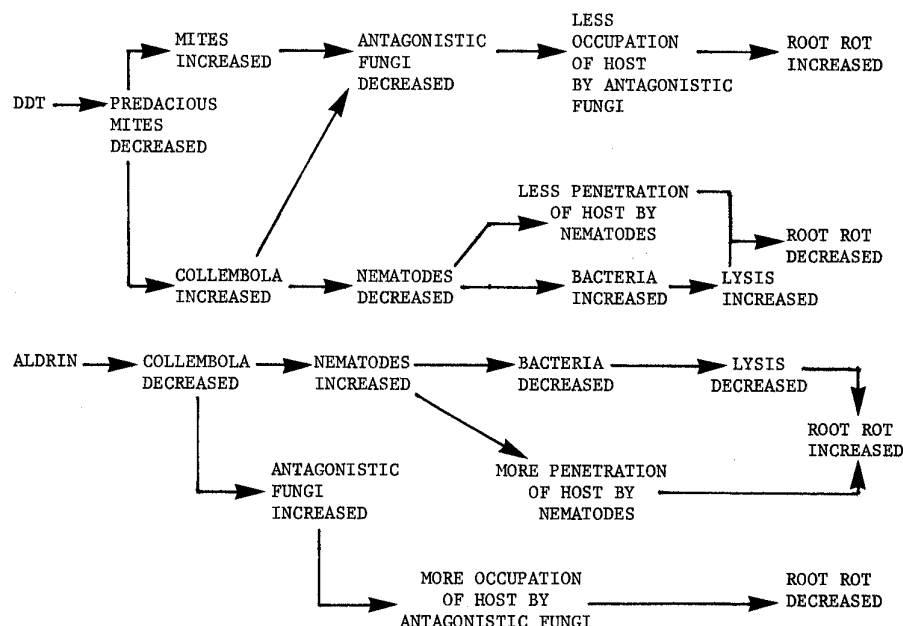 MITES
INCREASED
ANTAGONISTIC
FUNGI
DECREASED
LESS
OCCUPATION
OF HOST
BY ANTAGONISTIC
FUNGI
ROOT ROT
INCREASED
DDT
PREDACIOUS
MITES
DECREASED
LESS PENETRATION
OF HOST BY
NEMATODES
ROOT ROT
DECREASED
COLLEMBOLA
INCREASED
NEMATODES
DECREASED
BACTERIA
INCREASED
LYSIS
INCREASED
ALDRIN
COLLEMBOLA
DECREASED
NEMATODES
INCREASED
BACTERIA
DECREASED
LYSIS
DECREASED
ROOT ROT
INCREASED
ANTAGONISTIC
FUNGI
INCREASED
MORE PENETRATION
OF HOST BY
NEMATODES
MORE OCCUPATION
OF HOST BY
ANTAGONISTIC FUNGI
ROOT ROT
DECREASED